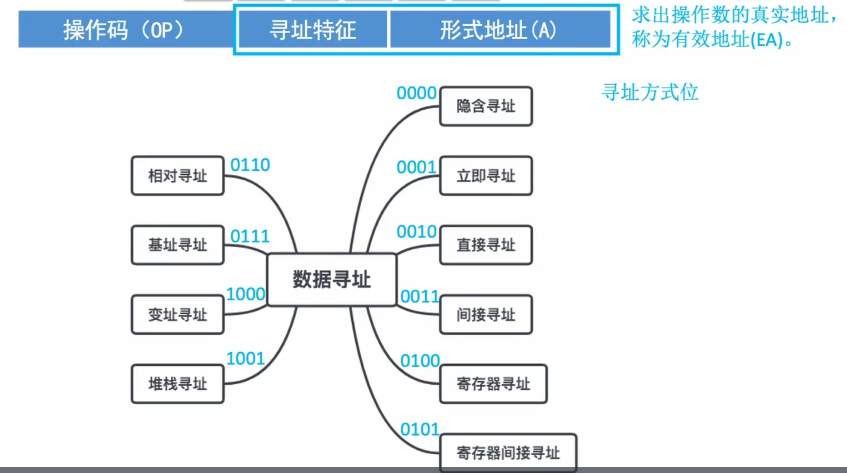 操作码（OP）
寻址特征
形式地址(A)
求出操作数的真实地址，
称为有效地址(EA)。
寻址方式位
0000
隐含寻址
0001
立即寻址
0010
直接寻址
0011
间接寻址
0100
寄存器寻址
0101
寄存器间接寻址
数据寻址
相对寻址
0110
基址寻址
0111
变址寻址
1000
堆栈寻址
1001